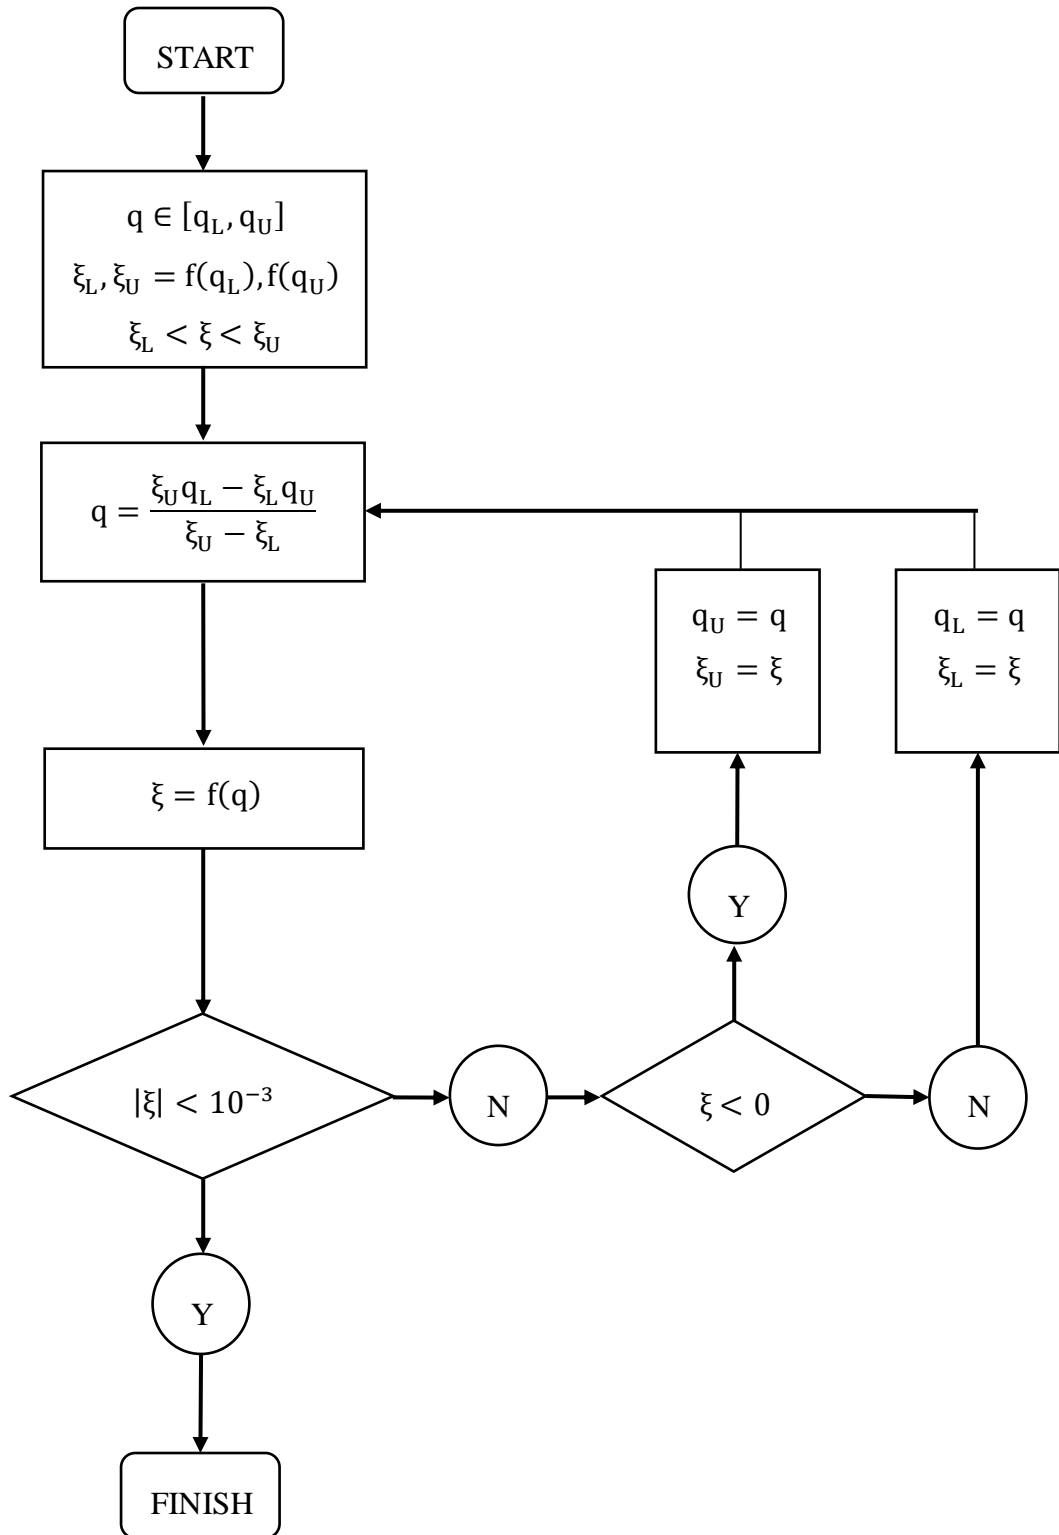 START
q ∈ [q_L, q_U]
ξ_L, ξ_U = f(q_L), f(q_U)
ξ_L < ξ < ξ_U
q = \frac{ξ_U q_L − ξ_L q_U}{ξ_U − ξ_L}
q_U = q
ξ_U = ξ
q_L = q
ξ_L = ξ
ξ = f(q)
Y
|ξ| < 10⁻³
N
ξ < 0
N
Y
FINISH